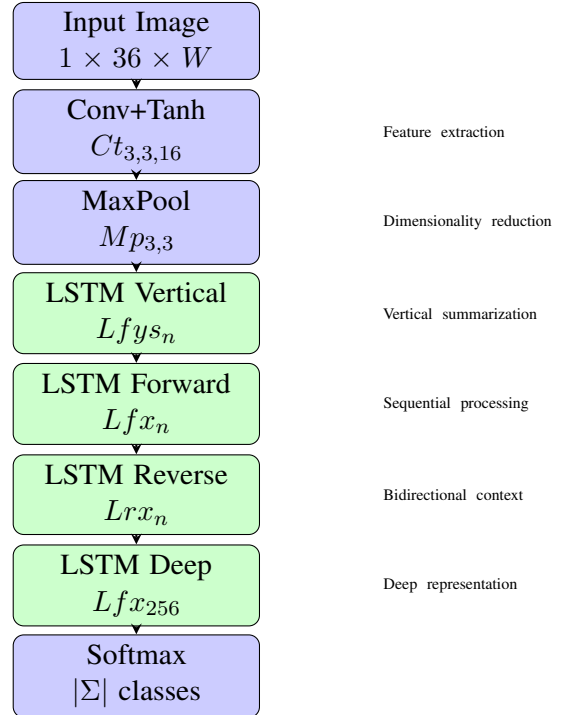 Input Image
1 × 36 × W
Conv+Tanh
Ct3,3,16
Feature extraction
MaxPool
Mp3,3
Dimensionality reduction
LSTM Vertical
Lfysn
Vertical summarization
LSTM Forward
Lfxn
Sequential processing
LSTM Reverse
Lrxn
Bidirectional context
LSTM Deep
Lfx256
Deep representation
Softmax
|Σ| classes